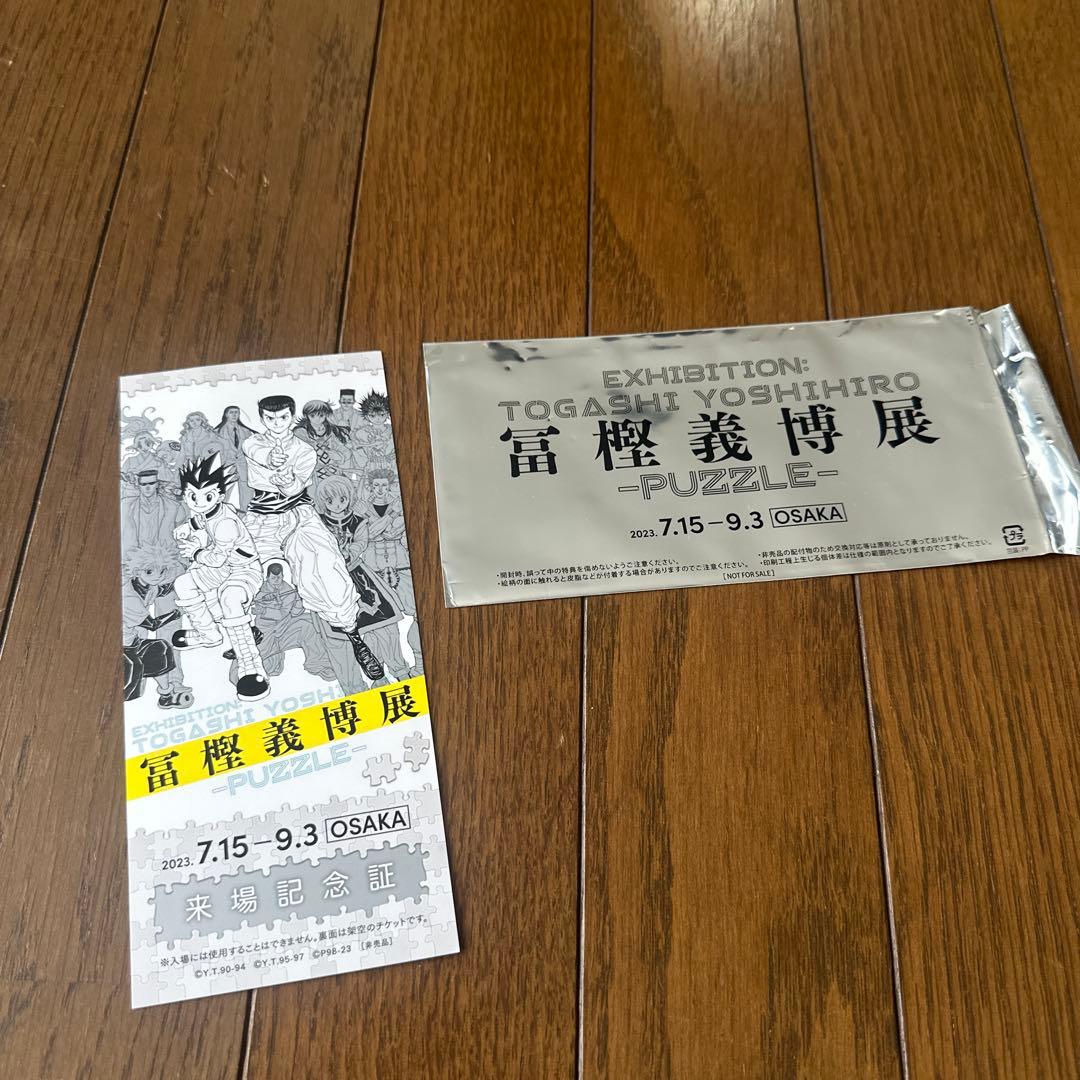 EXHIBITION:
TOGASHI YOSHI
冨樫義博展
-PUZZLE-
2023. 7.15-9.3 OSAKA
来場記念証
※入場には使用することはできません。裏面は架空のチケットです。
©Y.T.90-94 ©Y.T.95-97 ©P98-23 [非売品]
EXHIBITION:
TOGASHI YOSHIHIRO
冨樫義博展
-PUZZLE-
2023. 7.15-9.3 OSAKA
・開封時、誤って中の特典を傷めないようご注意ください。
・絵柄の面に触れると皮脂などが付着する場合がありますのでご注意ください。
・非売品の配付物のため交換対応等は原則として承っておりません。
・印刷工程上生じる個体差は仕様の範囲内となりますのでご了承ください。
[NOT FOR SALE]
プラ
包装:PP